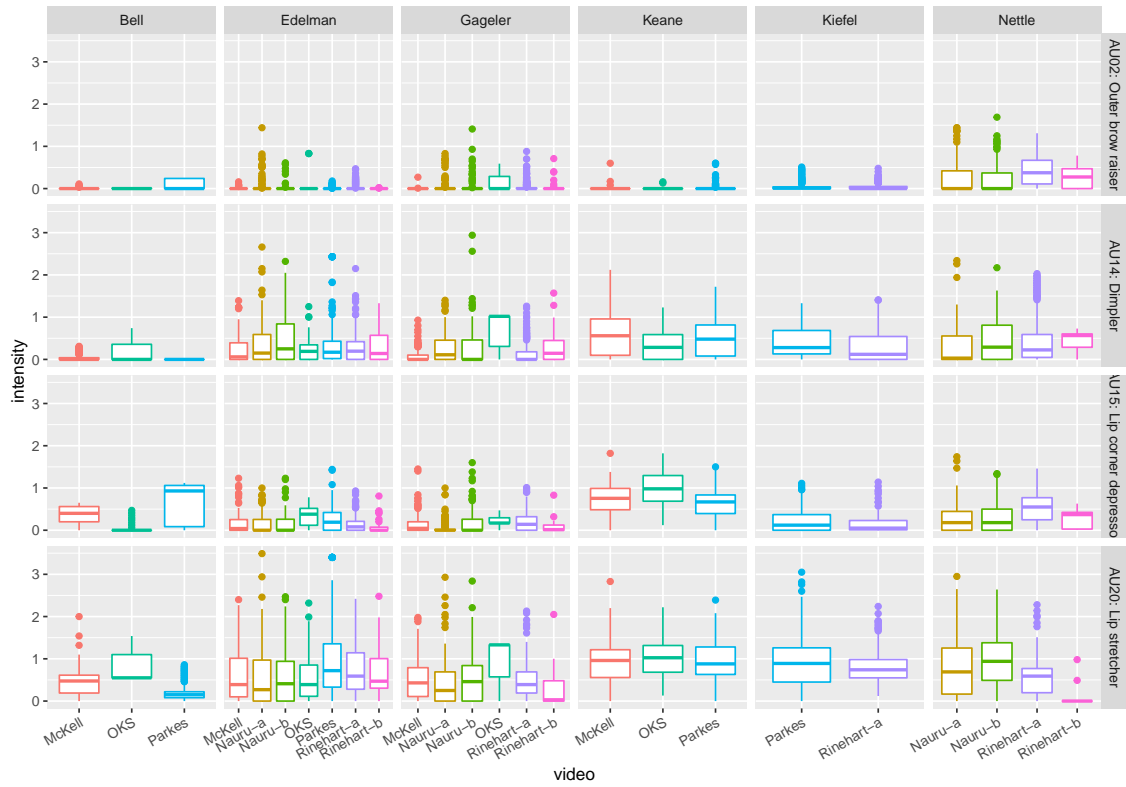 Bell Edelman Gageler Keane Kiefel Nettle
AU02: Outer brow raiser
3
2
1
0
AU14: Dimpler
3
2
1
0
AU15: Lip corner depresso
3
2
1
0
AU20: Lip stretcher
3
2
1
0
intensity
McKell OKS Parkes McKell Nauru−a Nauru−b OKS Parkes Rinehart−a Rinehart−b McKell Nauru−a Nauru−b OKS Rinehart−a Rinehart−b McKell OKS Parkes Parkes Rinehart−a Nauru−a Nauru−b Rinehart−a Rinehart−b
video